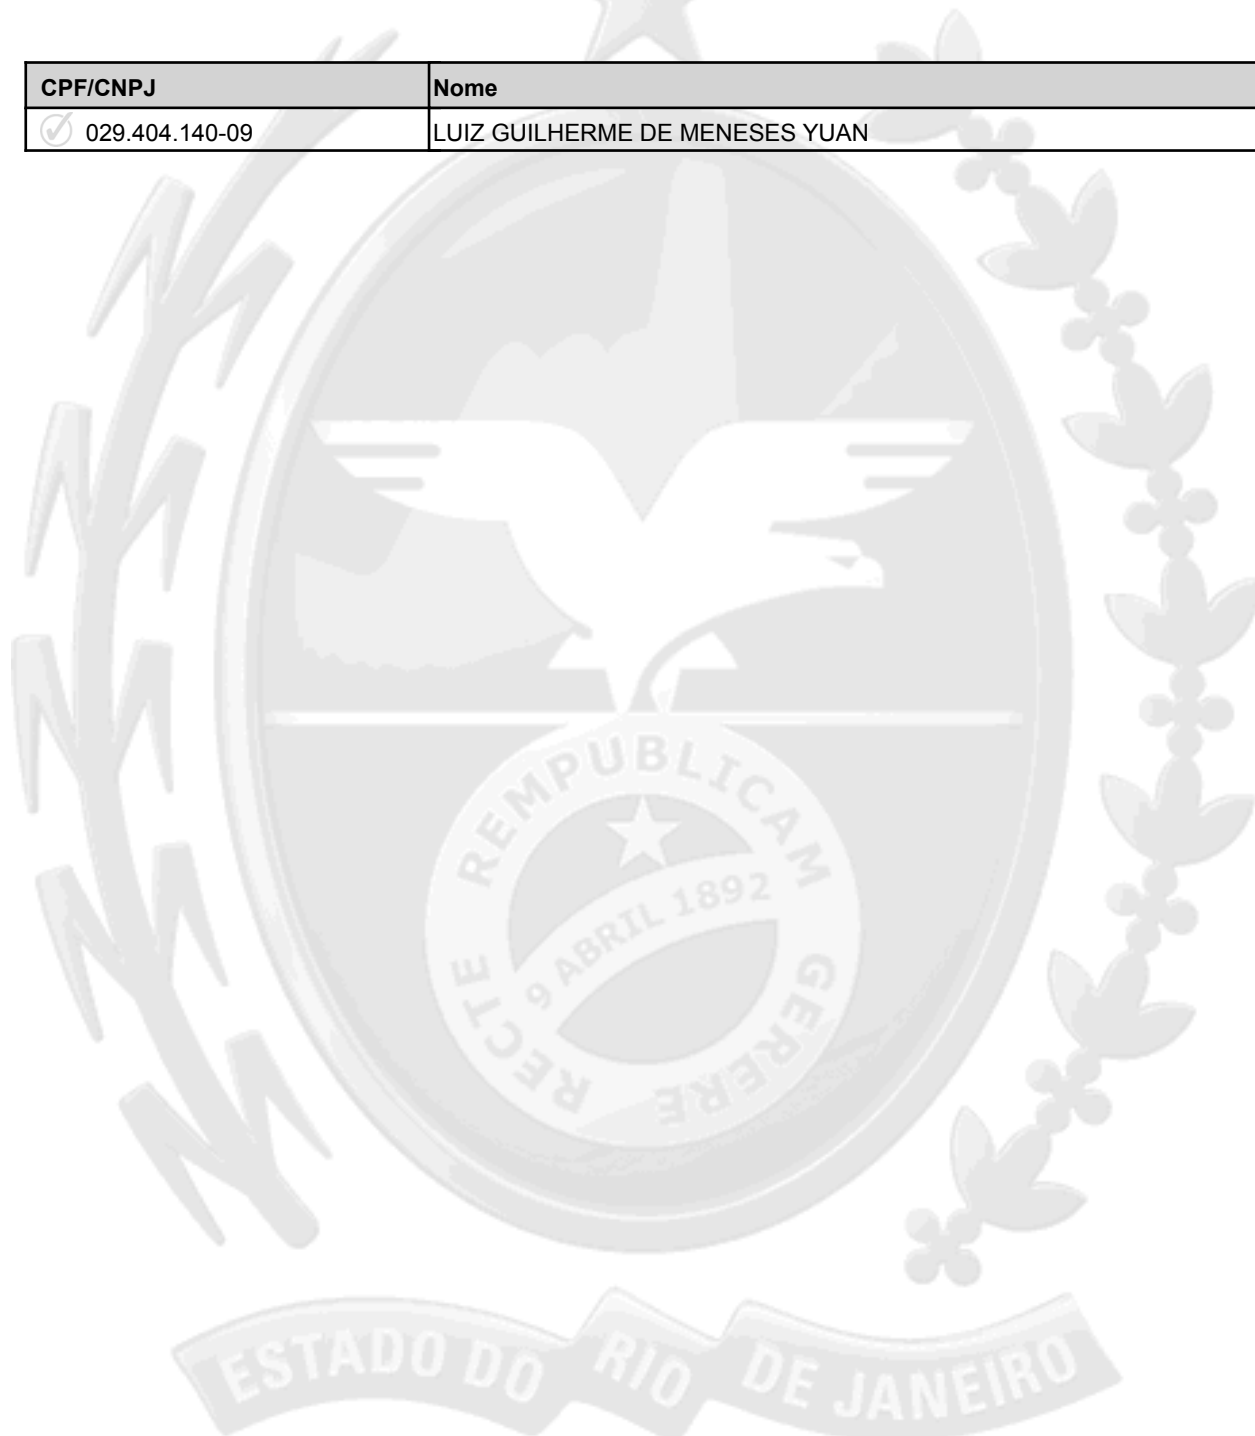 CPF/CNPJ Nome
029.404.140-09 LUIZ GUILHERME DE MENESES YUAN
REMPUBLICAM
9 ABRIL 1892
RECTE GERERE
ESTADO DO RIO DE JANEIRO